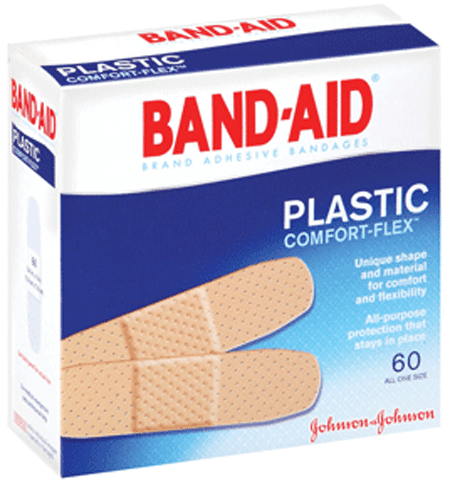 BAND-AID
PLASTIC
COMFORT-FLEX™
BAND-AID®
BRAND ADHESIVE BANDAGES
PLASTIC
COMFORT-FLEX™
Unique shape
and material
for comfort
and flexibility
All-purpose
protection that
stays in place
60
ALL ONE SIZE
Johnson & Johnson
BAND-AID
PLASTIC
COMFORT-FLEX
60